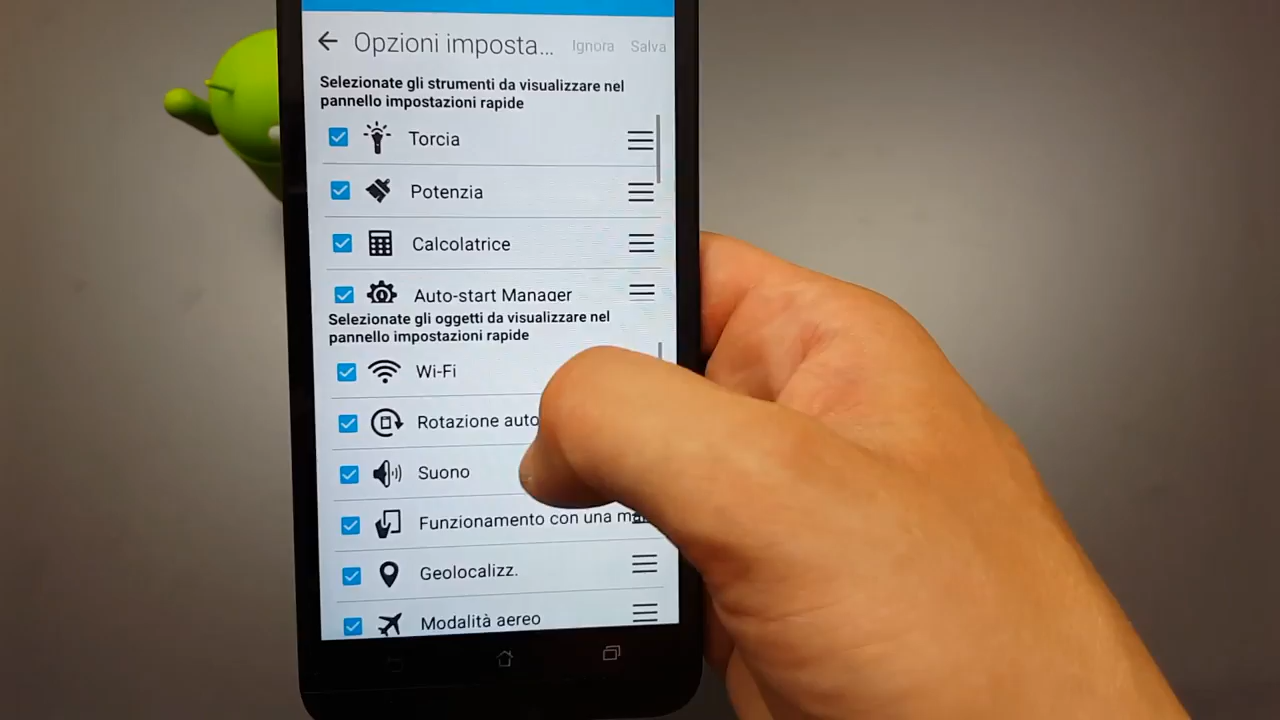 Opzioni imposta...
Ignora
Salva
Selezionate gli strumenti da visualizzare nel
pannello impostazioni rapide
Torcia
Potenzia
Calcolatrice
Auto-start Manager
Selezionate gli oggetti da visualizzare nel
pannello impostazioni rapide
Wi-Fi
Rotazione auto
Suono
Funzionamento con una
Geolocalizz.
Modalità aereo